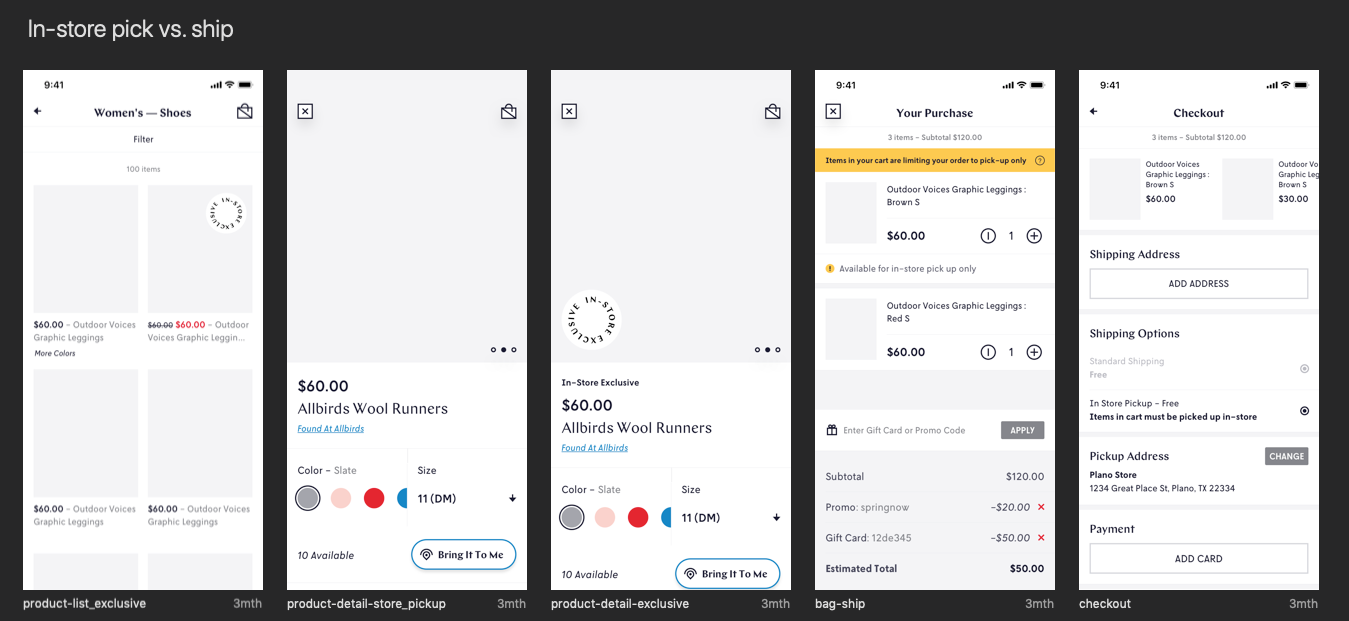 In-store pick vs. ship
9:41
Women's — Shoes
Filter
100 items
IN-STORE EXCLUSIVE
$60.00 – Outdoor Voices
Graphic Leggings
More Colors
$60.00 $60.00 – Outdoor
Voices Graphic Leggin...
$60.00 – Outdoor Voices
Graphic Leggings
$60.00 – Outdoor Voices
Graphic Leggings
product-list_exclusive
3mth
$60.00
Allbirds Wool Runners
Found At Allbirds
Color – Slate
Size
11 (DM)
10 Available
Bring It To Me
product-detail-store_pickup
3mth
IN-STORE EXCLUSIVE
In-Store Exclusive
$60.00
Allbirds Wool Runners
Found At Allbirds
Color – Slate
Size
11 (DM)
10 Available
Bring It To Me
product-detail-exclusive
3mth
9:41
Your Purchase
3 items – Subtotal $120.00
Items in your cart are limiting your order to pick-up only
Outdoor Voices Graphic Leggings :
Brown S
$60.00
1
Available for in-store pick up only
Outdoor Voices Graphic Leggings :
Red S
$60.00
1
Enter Gift Card or Promo Code
APPLY
Subtotal
$120.00
Promo: springnow
–$20.00
Gift Card: 12de345
–$50.00
Estimated Total
$50.00
bag-ship
3mth
9:41
Checkout
3 items – Subtotal $120.00
Outdoor Voices
Graphic Leggings :
Brown S
$60.00
Outdoor Vo
Graphic Leg
Brown S
$30.00
Shipping Address
ADD ADDRESS
Shipping Options
Standard Shipping
Free
In Store Pickup – Free
Items in cart must be picked up in-store
Pickup Address
CHANGE
Plano Store
1234 Great Place St, Plano, TX 22334
Payment
ADD CARD
checkout
3mth